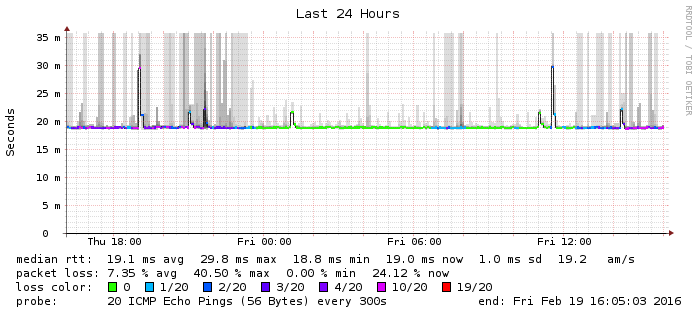 Last 24 Hours
RRDTOOL / TOBI OETIKER
Seconds
35 m
30 m
25 m
20 m
15 m
10 m
5 m
0
Thu 18:00 Fri 00:00 Fri 06:00 Fri 12:00
median rtt: 19.1 ms avg 29.8 ms max 18.8 ms min 19.0 ms now 1.0 ms sd 19.2 am/s
packet loss: 7.35 % avg 40.50 % max 0.00 % min 24.12 % now
loss color: 0 1/20 2/20 3/20 4/20 10/20 19/20
probe: 20 ICMP Echo Pings (56 Bytes) every 300s end: Fri Feb 19 16:05:03 2016